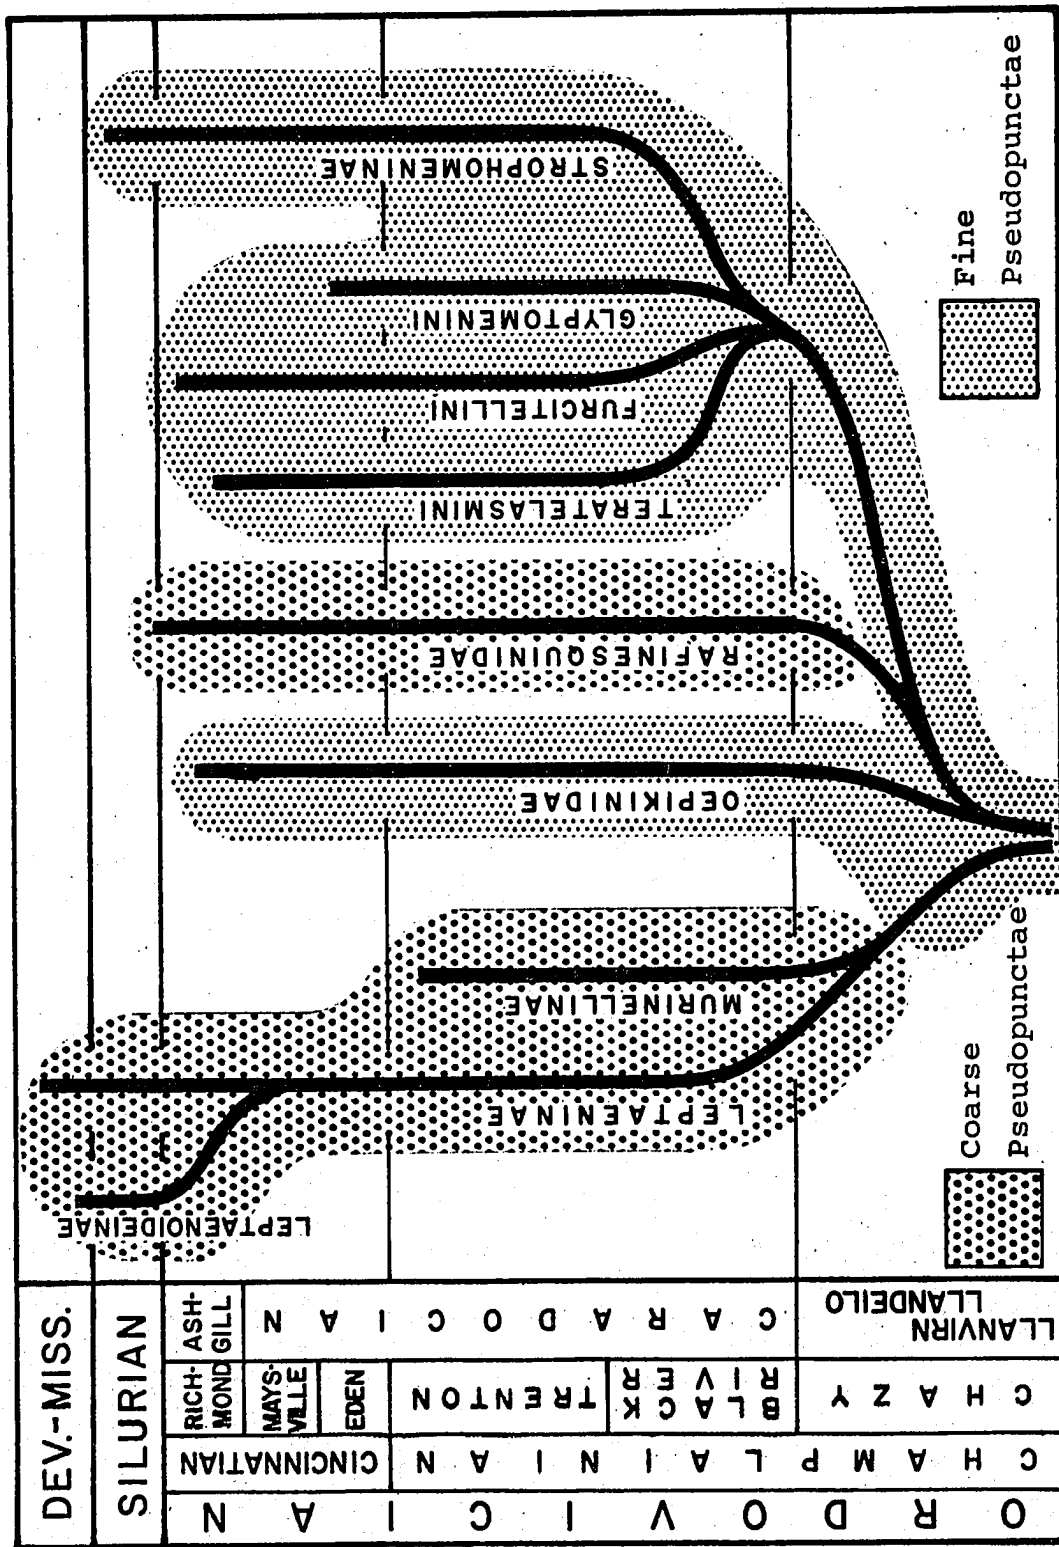 DEV.-MISS.
SILURIAN
ORDOVICIAN
CINCINNATIAN
CHAMPLAINIAN
RICH-
MOND
MAYS-
VILLE
EDEN
TRENTON
BLACK
RIVER
CHAZY
ASH-
GILL
CARADOCIAN
LLANDEILO
LLANVIRN
LEPTAENOIDEINAE
LEPTAENINAE
MURINELLINAE
OEPIKINIDAE
RAFINESQUINIDAE
TERATELASMINI
FURCITELLINI
GLYPTOMENINI
STROPHOMENINAE
Coarse
Pseudopunctae
Fine
Pseudopunctae